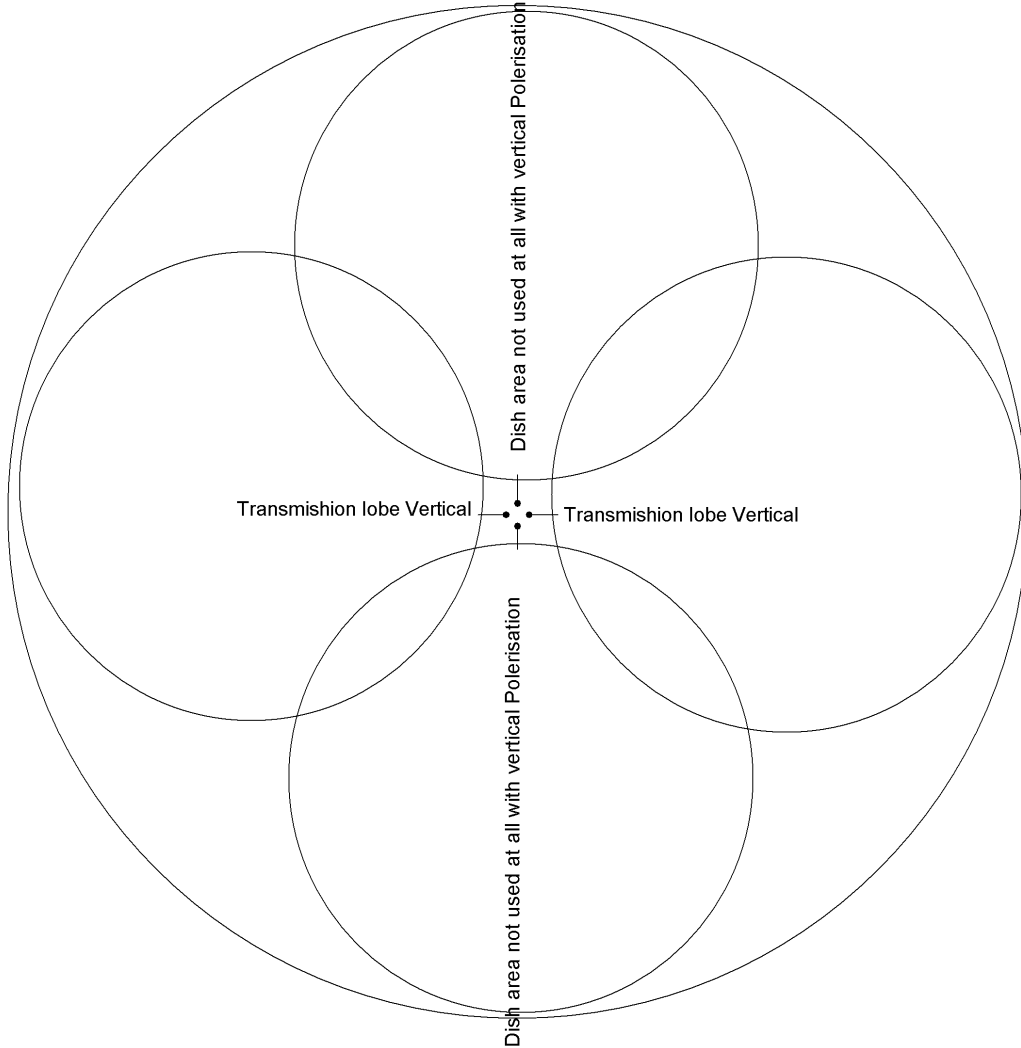 Dish area not used at all with vertical Polerisation
Transmishion lobe Vertical
Transmishion lobe Vertical
Dish area not used at all with vertical Polerisation